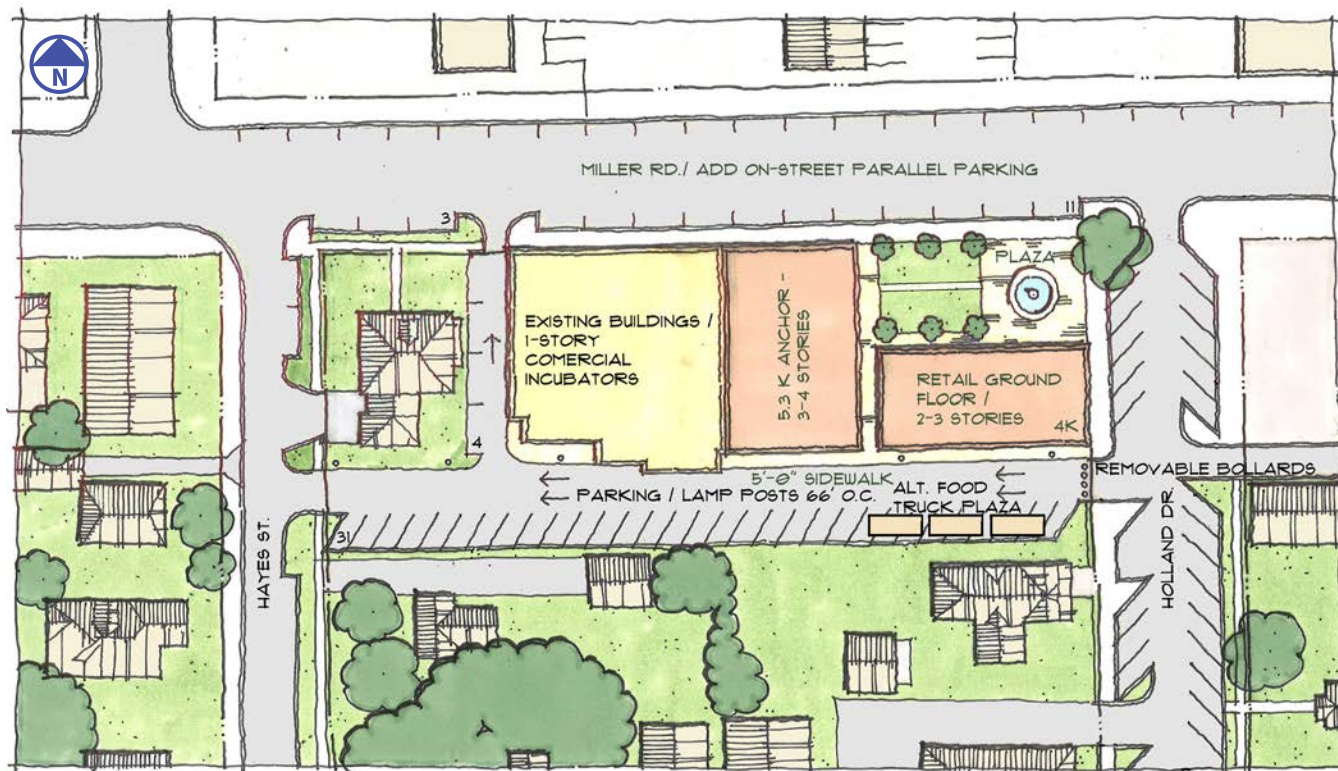 N
MILLER RD./ ADD ON-STREET PARALLEL PARKING
3
11
PLAZA
EXISTING BUILDINGS /
1-STORY
COMERCIAL
INCUBATORS
5.3 K ANCHOR -
3-4 STORIES
RETAIL GROUND
FLOOR /
2-3 STORIES
4K
4
5'-0" SIDEWALK
PARKING / LAMP POSTS 66' O.C.
ALT. FOOD
TRUCK PLAZA
REMOVABLE BOLLARDS
31
HAYES ST.
HOLLAND DR.